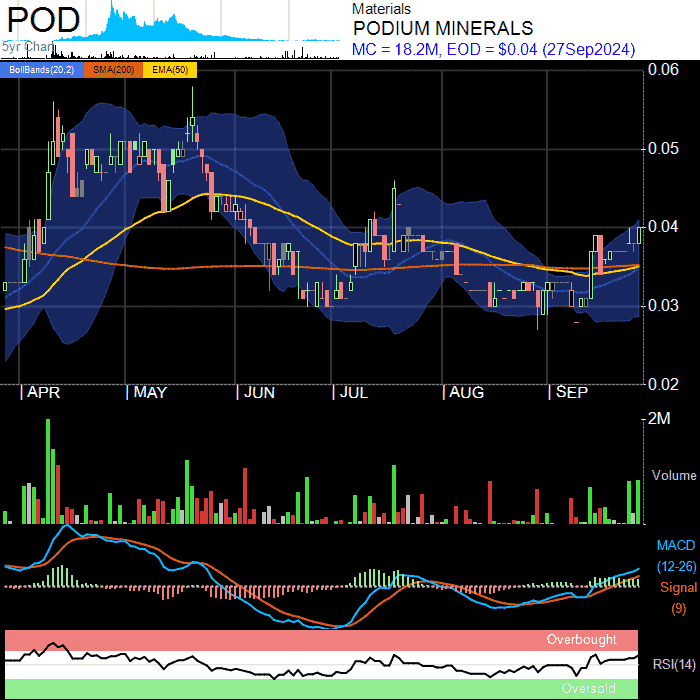 POD
5yr Chart
Materials
PODIUM MINERALS
MC = 18.2M, EOD = $0.04 (27Sep2024)
BollBands(20,2) SMA(200) EMA(50)
0.06
0.05
0.04
0.03
0.02
APR MAY JUN JUL AUG SEP
2M
Volume
MACD
(12-26)
Signal
(9)
Overbought
RSI(14)
Oversold